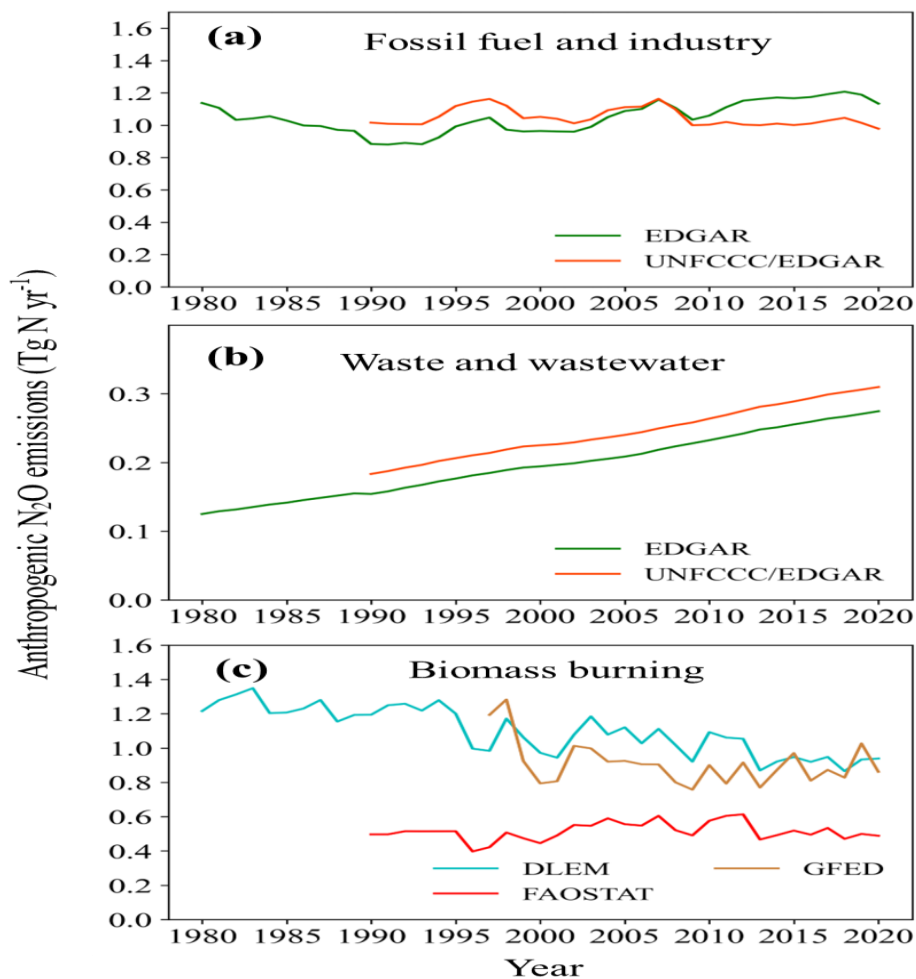 Anthropogenic N₂O emissions (Tg N yr⁻¹)
(a) Fossil fuel and industry
1.6
1.4
1.2
1.0
0.8
0.6
0.4
0.2
0.0
EDGAR
UNFCCC/EDGAR
1980 1985 1990 1995 2000 2005 2010 2015 2020
(b) Waste and wastewater
0.3
0.2
0.1
0.0
EDGAR
UNFCCC/EDGAR
1980 1985 1990 1995 2000 2005 2010 2015 2020
1.6
(c) Biomass burning
1.4
1.2
1.0
0.8
0.6
0.4
0.2
0.0
DLEM GFED
FAOSTAT
1980 1985 1990 1995 2000 2005 2010 2015 2020
Year